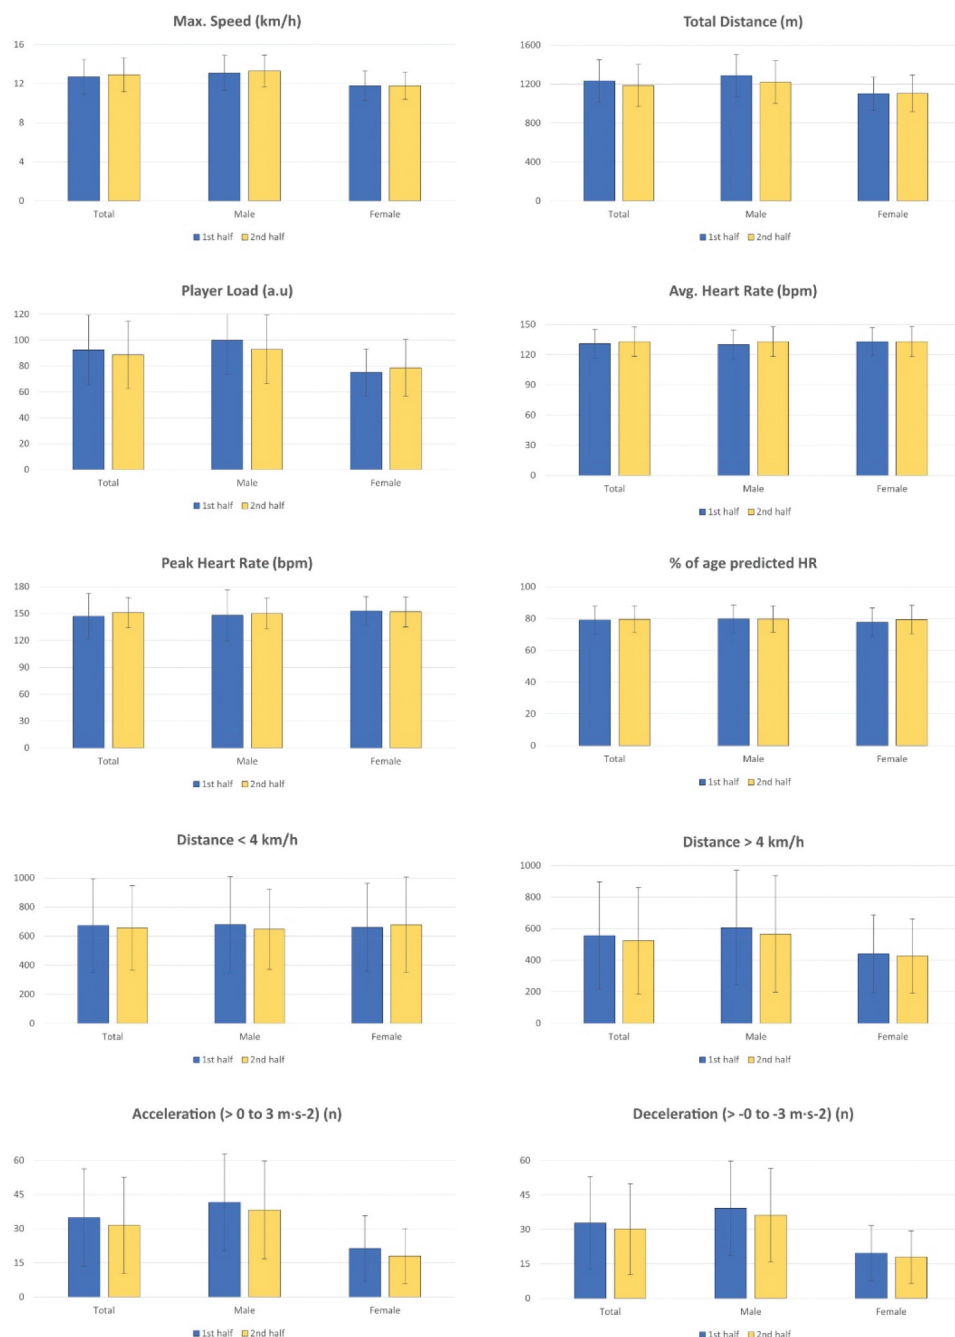 Max. Speed (km/h)
16
12
8
4
0
Total
Male
Female
1st half 2nd half
Total Distance (m)
1600
1200
800
400
0
Total
Male
Female
1st half 2nd half
Player Load (a.u)
120
100
80
60
40
20
0
Total
Male
Female
1st half 2nd half
Avg. Heart Rate (bpm)
150
120
90
60
30
0
Total
Male
Female
1st half 2nd half
Peak Heart Rate (bpm)
180
150
120
90
60
30
0
Total
Male
Female
1st half 2nd half
% of age predicted HR
100
80
60
40
20
0
Total
Male
Female
1st half 2nd half
Distance < 4 km/h
1000
800
600
400
200
0
Total
Male
Female
1st half 2nd half
Distance > 4 km/h
1000
800
600
400
200
0
Total
Male
Female
1st half 2nd half
Acceleration (> 0 to 3 m·s-2) (n)
60
45
30
15
0
Total
Male
Female
1st half 2nd half
Deceleration (> -0 to -3 m·s-2) (n)
60
45
30
15
0
Total
Male
Female
1st half 2nd half